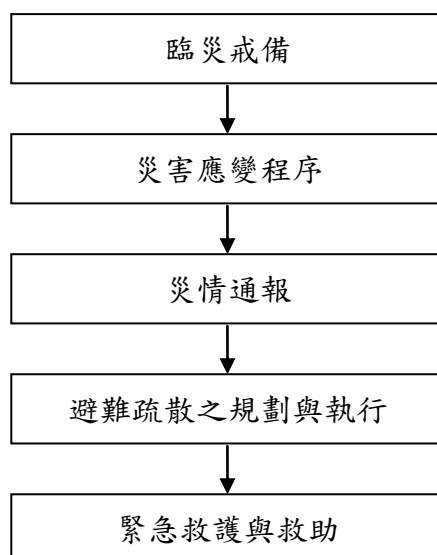 臨災戒備
災害應變程序
災情通報
避難疏散之規劃與執行
緊急救護與救助